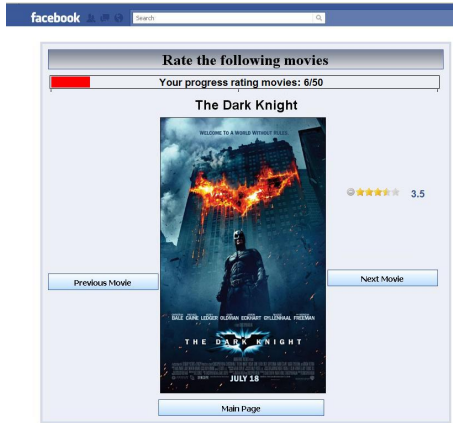 facebook
Search
Rate the following movies
Your progress rating movies: 6/50
The Dark Knight
WELCOME TO A WORLD WITHOUT RULES.
3.5
Previous Movie
Next Movie
BALE CAINE LEDGER OLDMAN ECKHART GYLLENHAAL FREEMAN
THE DARK KNIGHT
JULY 18
Main Page